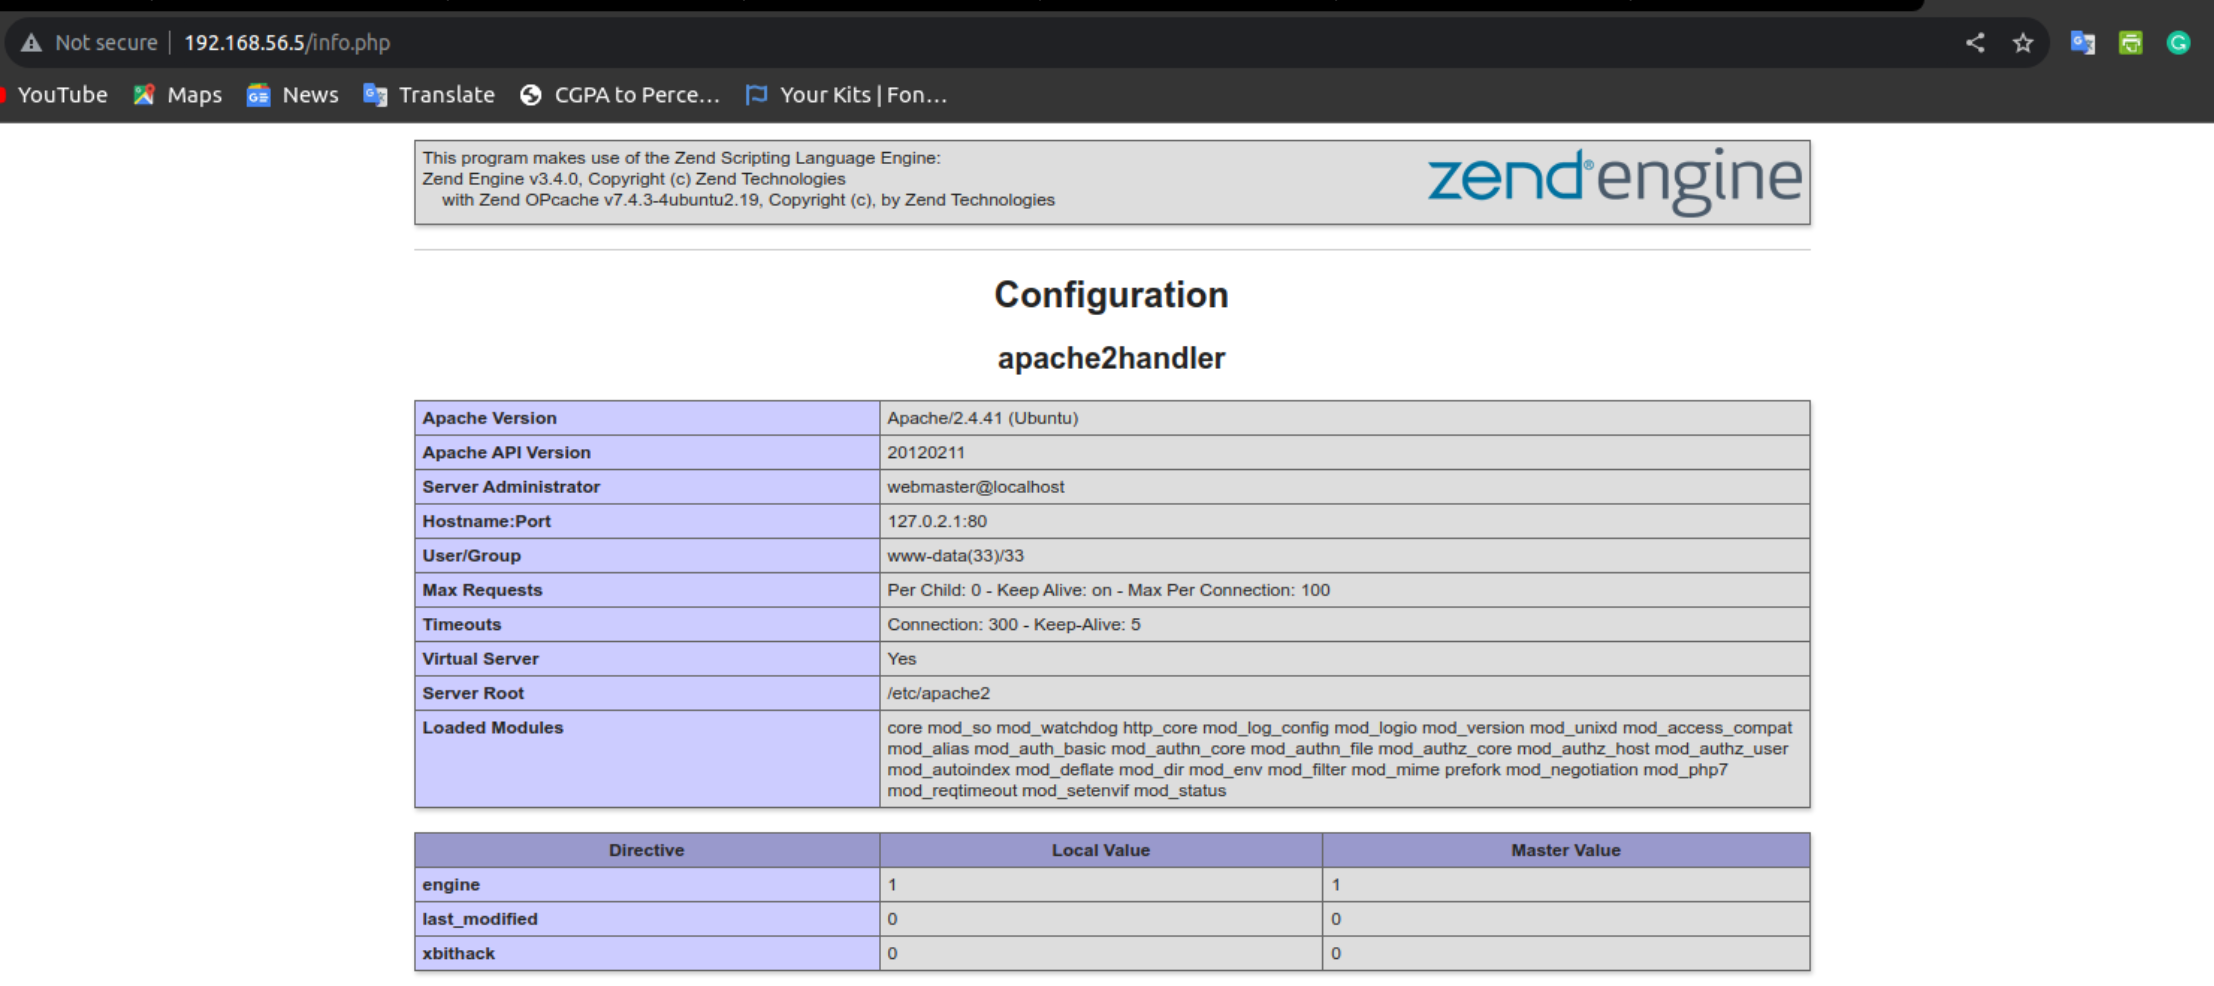 Not secure 192.168.56.5/info.php
YouTube Maps News Translate CGPA to Perce... Your Kits | Fon...
This program makes use of the Zend Scripting Language Engine:
Zend Engine v3.4.0, Copyright (c) Zend Technologies
with Zend OPcache v7.4.3-4ubuntu2.19, Copyright (c), by Zend Technologies
zend®engine
Configuration
apache2handler
Apache Version Apache/2.4.41 (Ubuntu)
Apache API Version 20120211
Server Administrator webmaster@localhost
Hostname:Port 127.0.2.1:80
User/Group www-data(33)/33
Max Requests Per Child: 0 - Keep Alive: on - Max Per Connection: 100
Timeouts Connection: 300 - Keep-Alive: 5
Virtual Server Yes
Server Root /etc/apache2
Loaded Modules core mod_so mod_watchdog http_core mod_log_config mod_logio mod_version mod_unixd mod_access_compat
mod_alias mod_auth_basic mod_authn_core mod_authn_file mod_authz_core mod_authz_host mod_authz_user
mod_autoindex mod_deflate mod_dir mod_env mod_filter mod_mime prefork mod_negotiation mod_php7
mod_reqtimeout mod_setenvif mod_status
Directive Local Value Master Value
engine 1 1
last_modified 0 0
xbithack 0 0